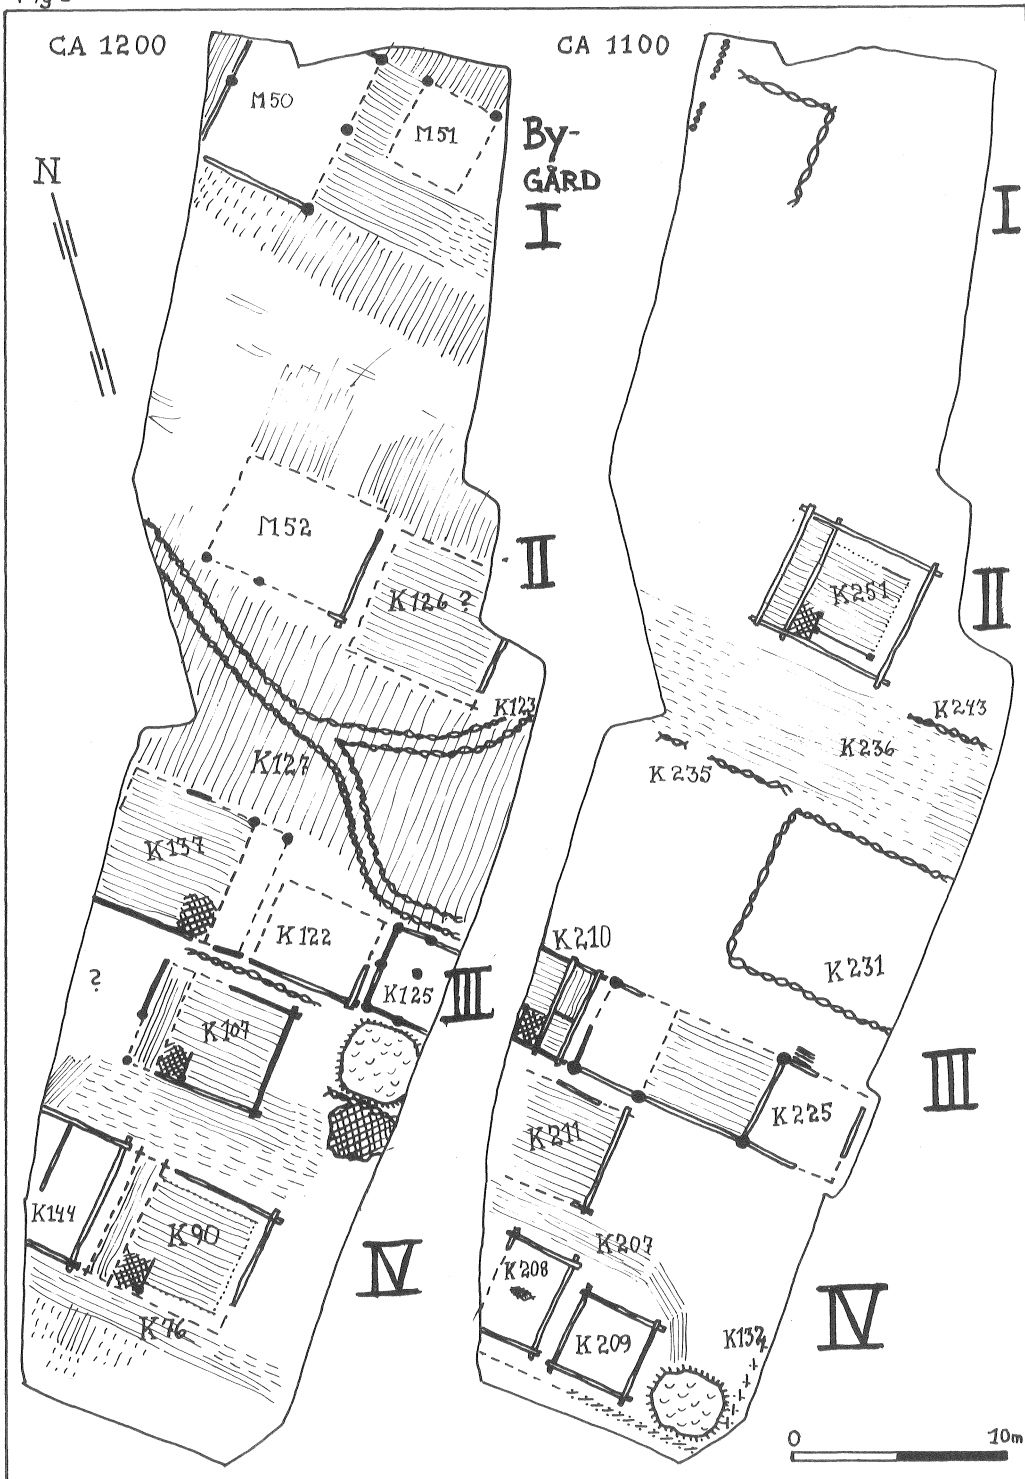 CA 1200
M50
M51
N
By-
GÅRD
I
M52
II
K126?
K123
K127
K137
K122
K125
III
?
K107
K144
K90
IV
K76
CA 1100
I
K251
II
K243
K236
K235
K231
K210
III
K225
K211
K207
K208
K209
IV
K132
0 10m